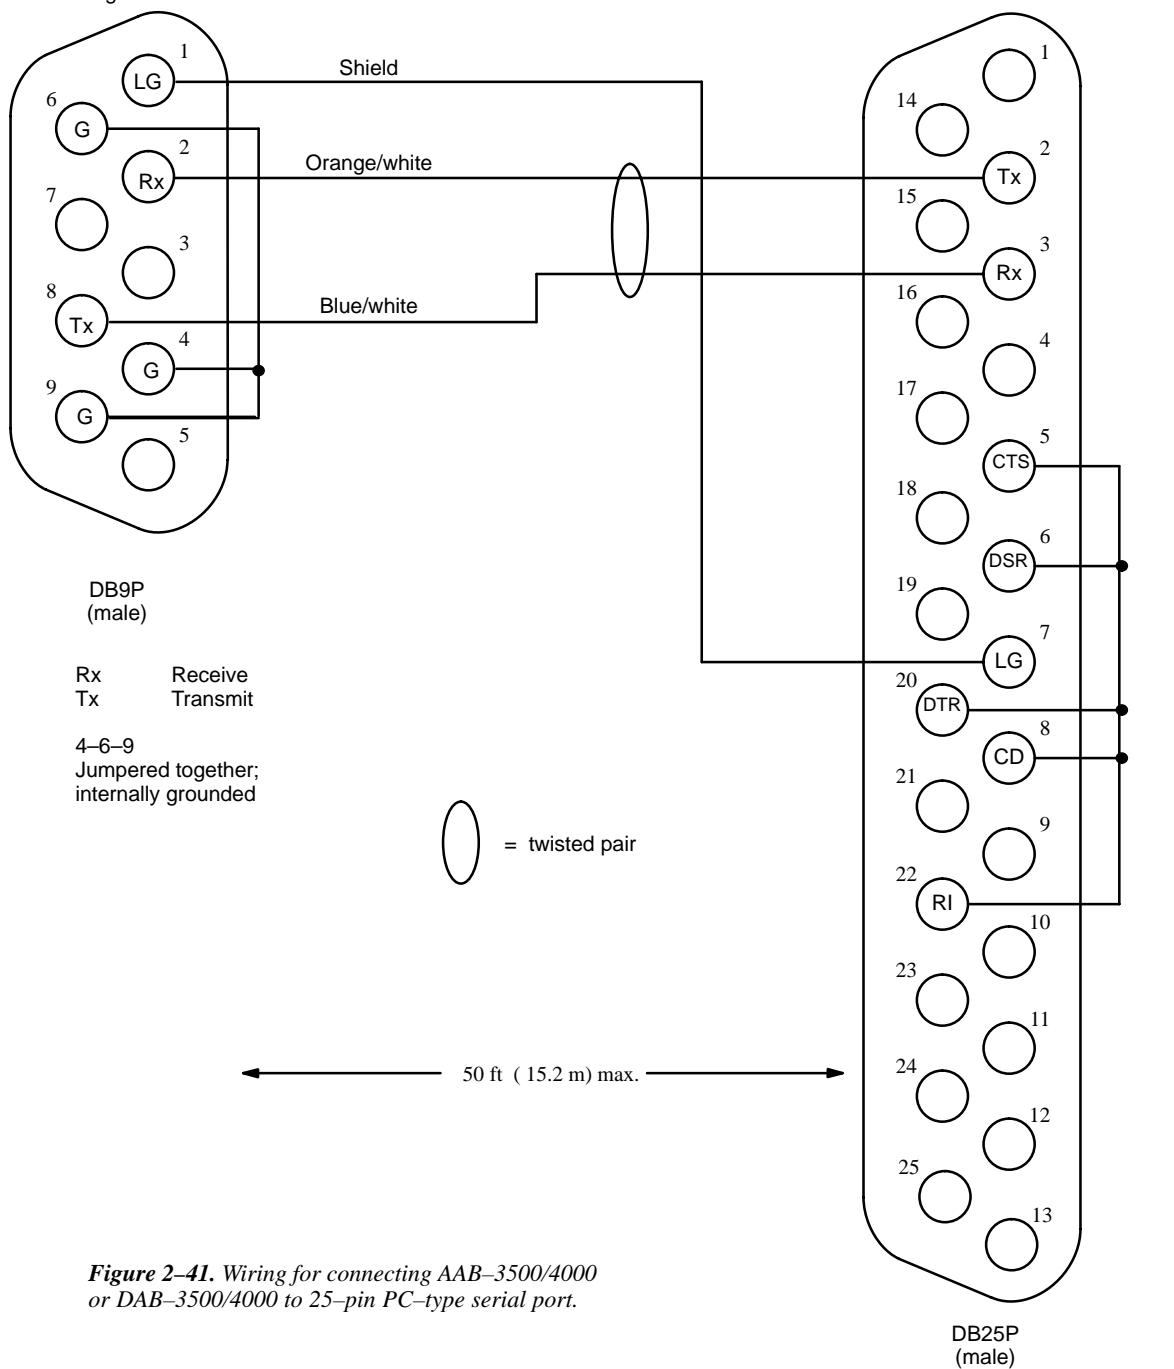 1
LG
Shield
6
G
2
Rx
Orange/white
7
3
8
Tx
Blue/white
4
G
9
G
5
DB9P
(male)
Rx Receive
Tx Transmit
4–6–9
Jumpered together;
internally grounded
= twisted pair
50 ft ( 15.2 m) max.
1
14
2
Tx
15
3
Rx
16
4
17
5
CTS
18
6
DSR
19
7
LG
20
DTR
8
CD
21
9
22
RI
10
23
11
24
12
25
13
DB25P
(male)
Figure 2–41. Wiring for connecting AAB–3500/4000
or DAB–3500/4000 to 25–pin PC–type serial port.